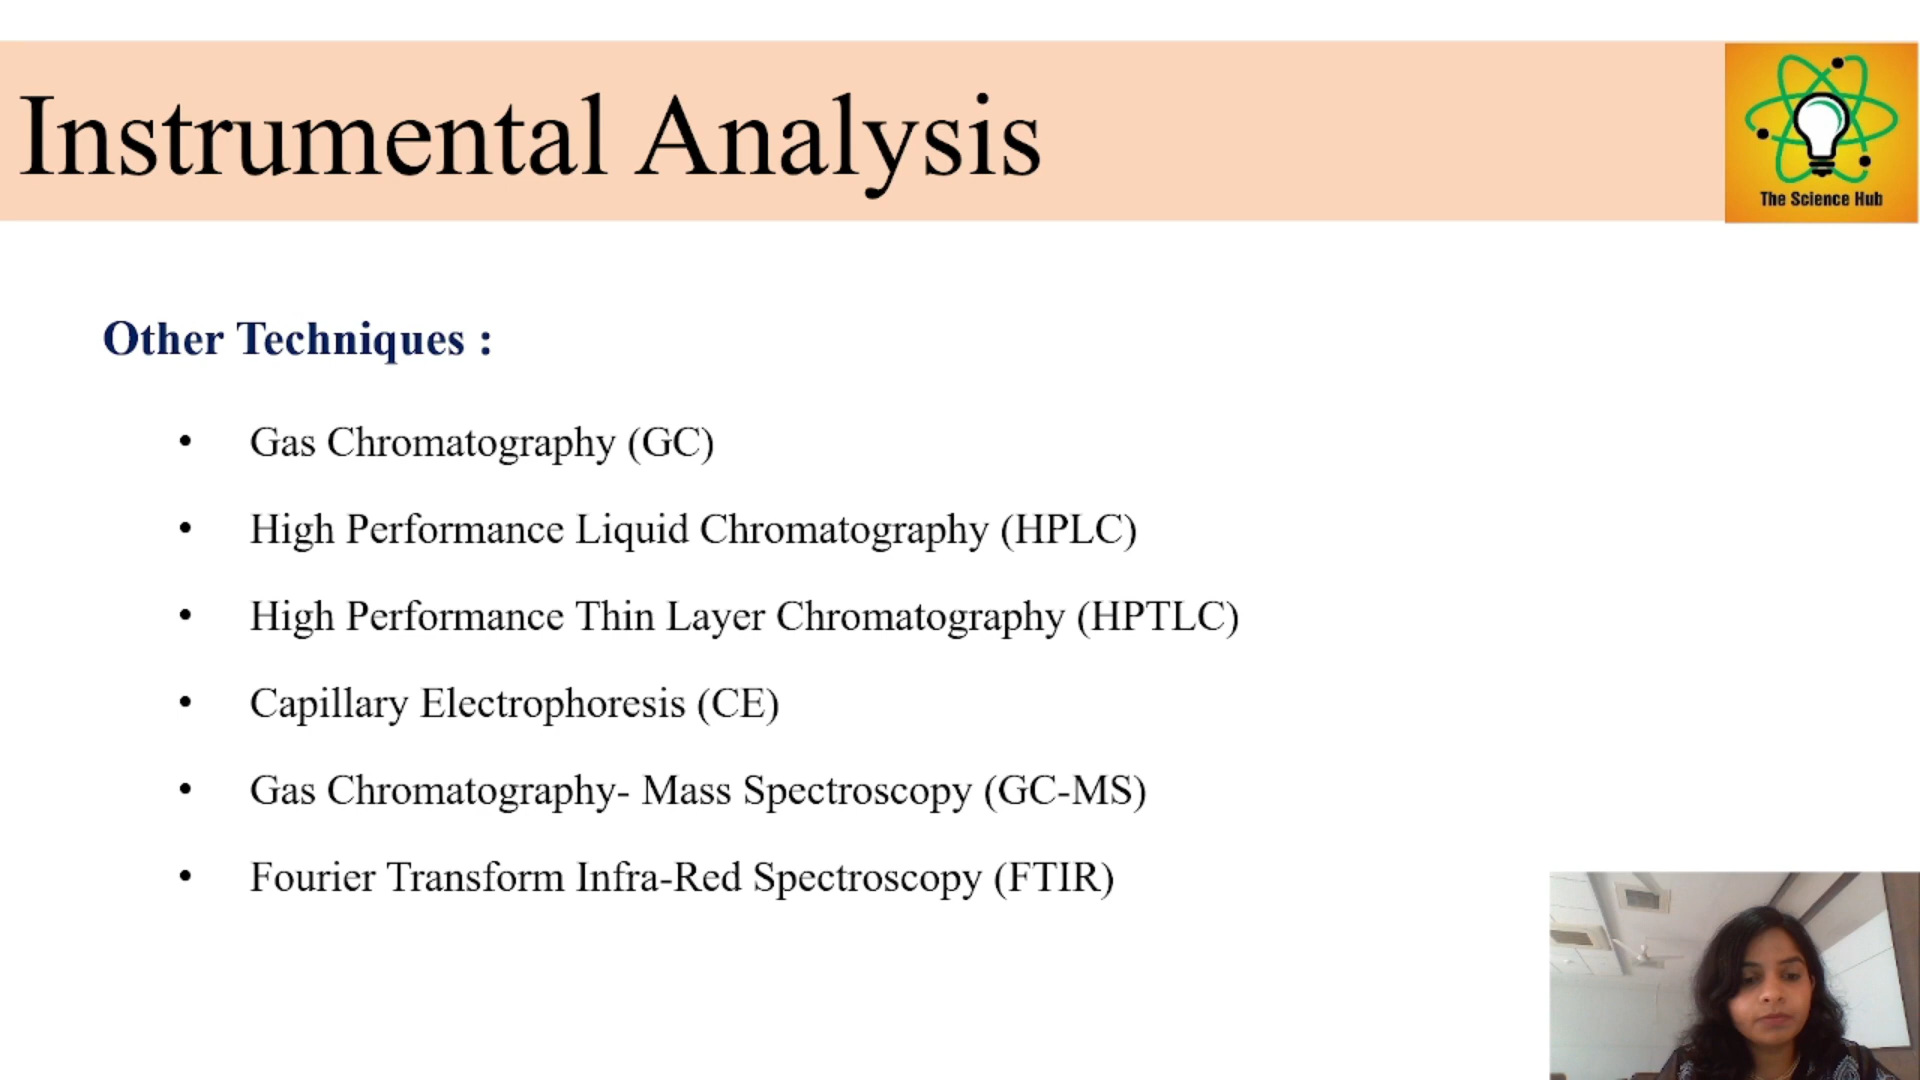 Instrumental Analysis
The Science Hub
Other Techniques :
• Gas Chromatography (GC)
• High Performance Liquid Chromatography (HPLC)
• High Performance Thin Layer Chromatography (HPTLC)
• Capillary Electrophoresis (CE)
• Gas Chromatography- Mass Spectroscopy (GC-MS)
• Fourier Transform Infra-Red Spectroscopy (FTIR)